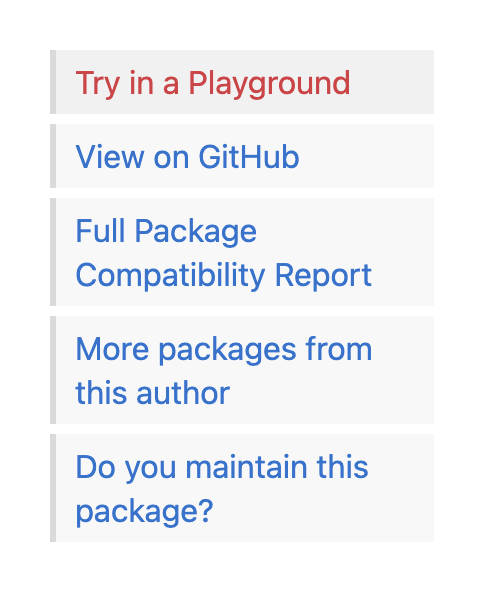 Try in a Playground
View on GitHub
Full Package
Compatibility Report
More packages from
this author
Do you maintain this
package?